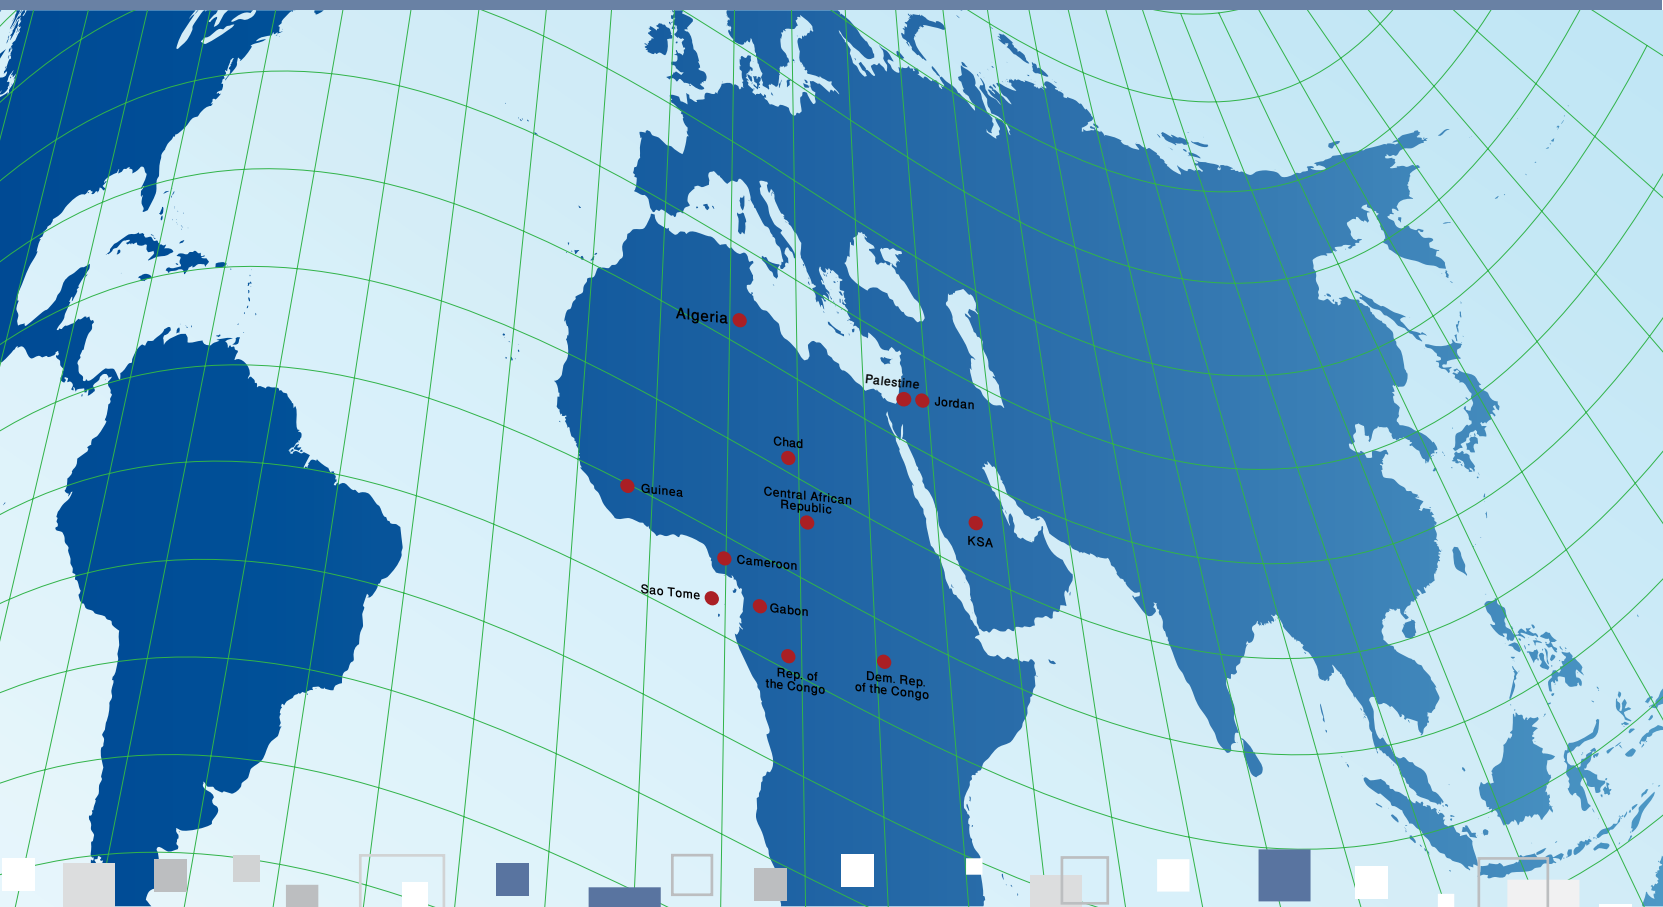 Algeria
Palestine
Jordan
Chad
Guinea
Central African
Republic
KSA
Cameroon
Sao Tome
Gabon
Rep. of
the Congo
Dem. Rep.
of the Congo